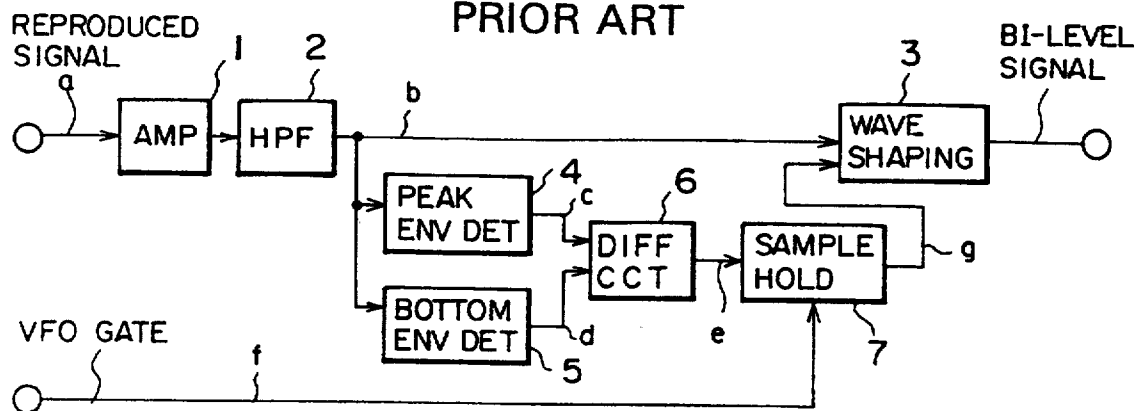 PRIOR ART
REPRODUCED
SIGNAL
a
1
AMP
2
HPF
b
3
WAVE
SHAPING
BI-LEVEL
SIGNAL
4
PEAK
ENV DET
c
6
DIFF
CCT
e
SAMPLE
HOLD
7
g
BOTTOM
ENV DET
5
d
VFO GATE
f